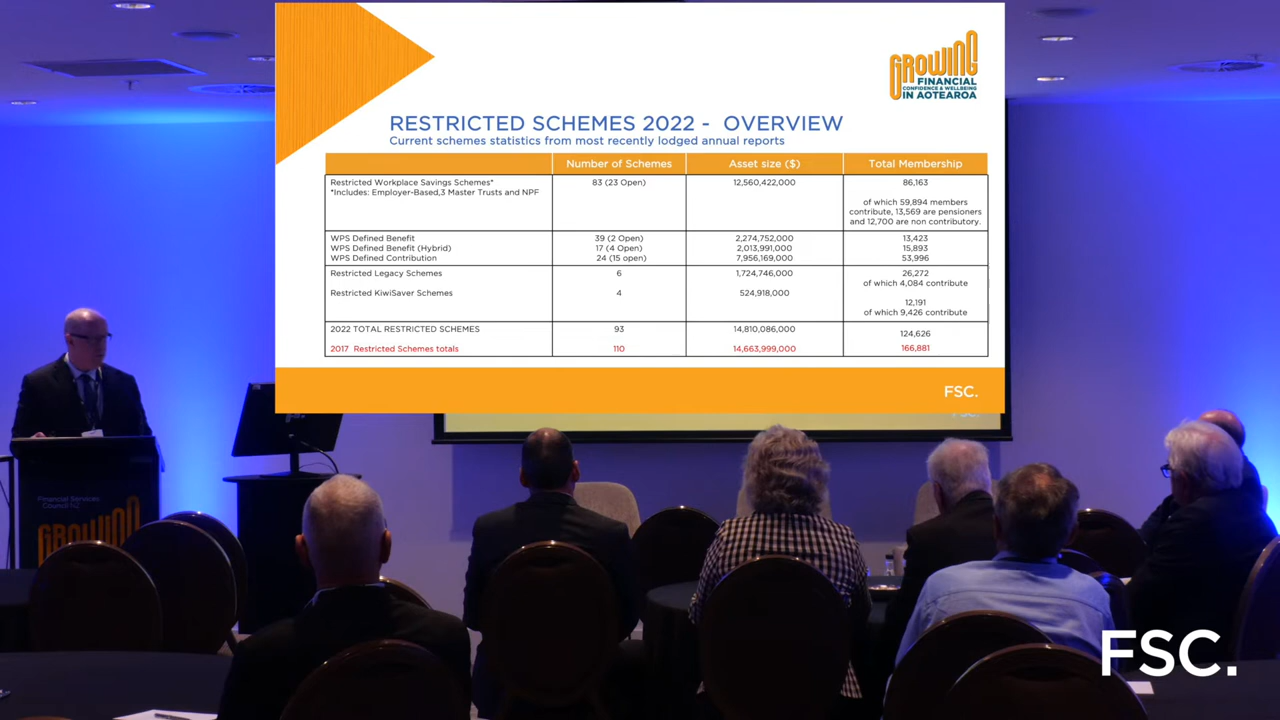 GROWING
FINANCIAL
CONFIDENCE & WELLBEING
IN AOTEAROA
RESTRICTED SCHEMES 2022 - OVERVIEW
Current schemes statistics from most recently lodged annual reports
Number of Schemes Asset size ($) Total Membership
Restricted Workplace Savings Schemes* 83 (23 Open) 12,560,422,000 86,163
*Includes: Employer-Based,3 Master Trusts and NPF
of which 59,894 members
contribute, 13,569 are pensioners
and 12,700 are non contributory.
WPS Defined Benefit 39 (2 Open) 2,274,752,000 13,423
WPS Defined Benefit (Hybrid) 17 (4 Open) 2,013,991,000 15,893
WPS Defined Contribution 24 (15 open) 7,956,169,000 53,996
Restricted Legacy Schemes 6 1,724,746,000 26,272
of which 4,084 contribute
Restricted KiwiSaver Schemes 4 524,918,000
12,191
of which 9,426 contribute
2022 TOTAL RESTRICTED SCHEMES 93 14,810,086,000 124,626
2017 Restricted Schemes totals 110 14,663,999,000 166,881
FSC.
FSC.
Financial Services
Council NZ
GROWING
FSC.